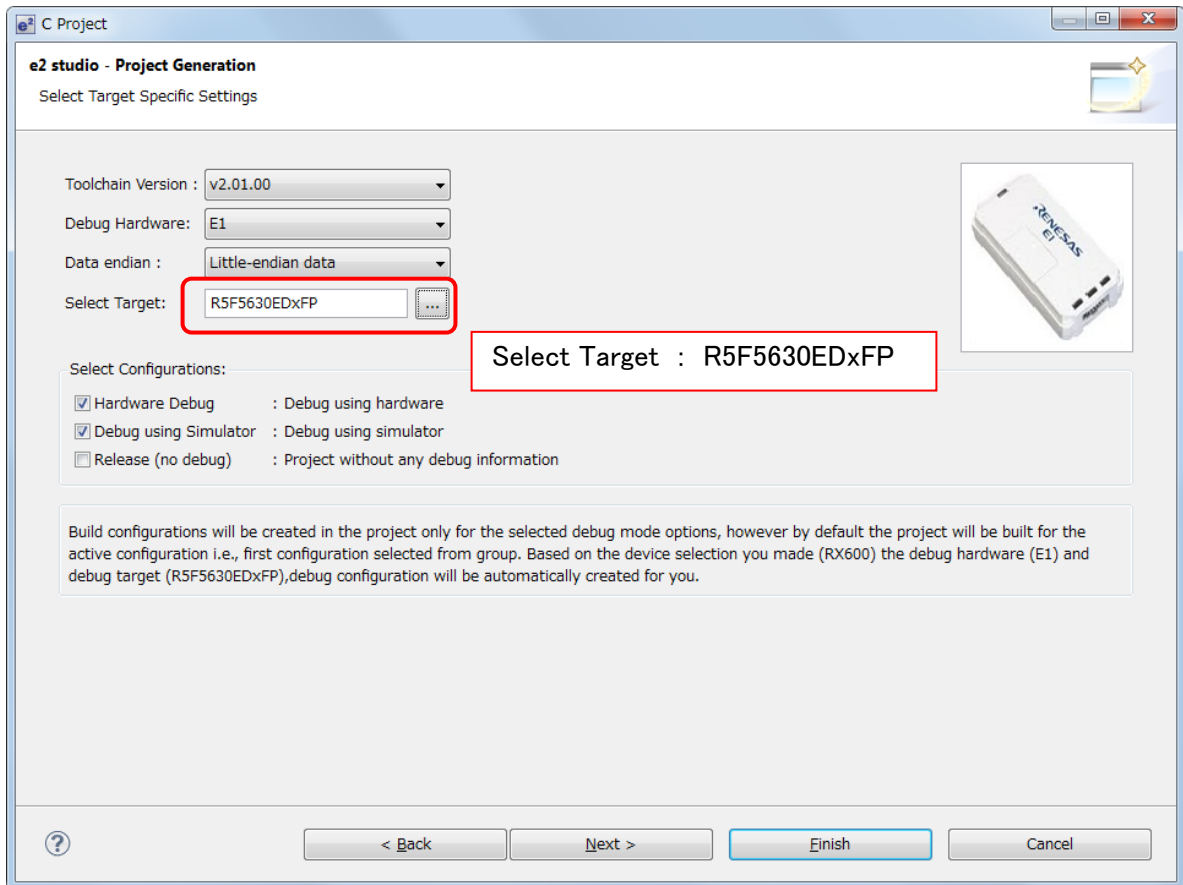 e² C Project
e2 studio - Project Generation
Select Target Specific Settings
Toolchain Version : v2.01.00
Debug Hardware: E1
Data endian : Little-endian data
Select Target: R5F5630EDxFP ...
RENESAS
E1
Select Target : R5F5630EDxFP
Select Configurations:
Hardware Debug : Debug using hardware
Debug using Simulator : Debug using simulator
Release (no debug) : Project without any debug information
Build configurations will be created in the project only for the selected debug mode options, however by default the project will be built for the
active configuration i.e., first configuration selected from group. Based on the device selection you made (RX600) the debug hardware (E1) and
debug target (R5F5630EDxFP),debug configuration will be automatically created for you.
? < Back Next > Finish Cancel